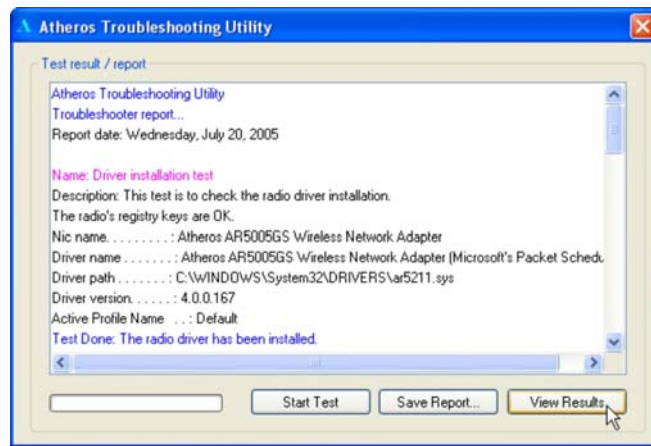 Atheros Troubleshooting Utility
Test result / report
Atheros Troubleshooting Utility
Troubleshooter report...
Report date: Wednesday, July 20, 2005
Name: Driver installation test
Description: This test is to check the radio driver installation.
The radio's registry keys are OK.
Nic name. . . . . . . . : Atheros AR5005GS Wireless Network Adapter
Driver name . . . . . . : Atheros AR5005GS Wireless Network Adapter (Microsoft's Packet Schedu
Driver path . . . . . . : C:\WINDOWS\System32\DRIVERS\ar5211.sys
Driver version. . . . . : 4.0.0.167
Active Profile Name . . : Default
Test Done: The radio driver has been installed.
Start Test
Save Report...
View Results